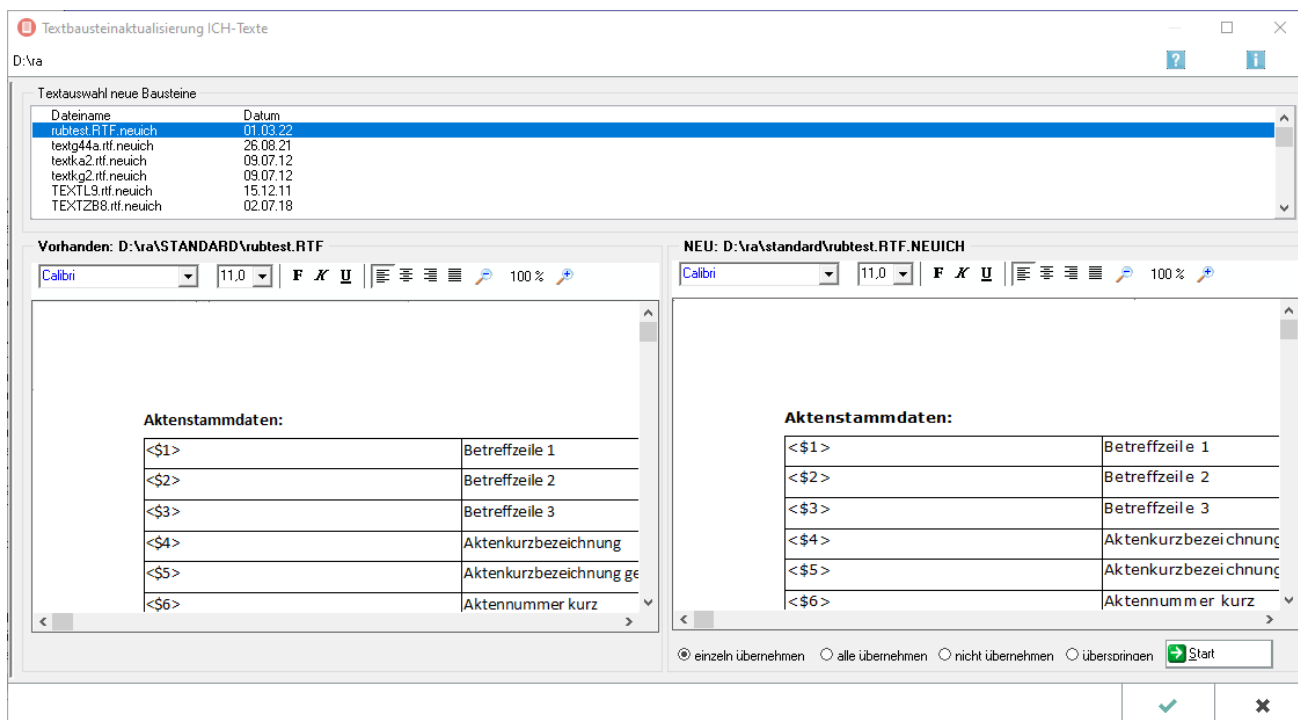 Textbausteinaktualisierung ICH-Texte
D:\ra
Textauswahl neue Bausteine
Dateiname Datum
rubtest.RTF.neuich 01.03.22
textg44a.rtf.neuich 26.08.21
textka2.rtf.neuich 09.07.12
textkg2.rtf.neuich 09.07.12
TEXTL9.rtf.neuich 15.12.11
TEXTZB8.rtf.neuich 02.07.18
Vorhanden: D:\ra\STANDARD\rubtest.RTF
Calibri 11,0 F K U 100 %
Aktenstammdaten:
<$1> Betreffzeile 1
<$2> Betreffzeile 2
<$3> Betreffzeile 3
<$4> Aktenkurzbezeichnung
<$5> Aktenkurzbezeichnung ge
<$6> Aktennummer kurz
NEU: D:\ra\standard\rubtest.RTF.NEUICH
Calibri 11,0 F K U 100 %
Aktenstammdaten:
<$1> Betreffzeile 1
<$2> Betreffzeile 2
<$3> Betreffzeile 3
<$4> Aktenkurzbezeichnung
<$5> Aktenkurzbezeichnung
<$6> Aktennummer kurz
einzeln übernehmen alle übernehmen nicht übernehmen überspringen Start